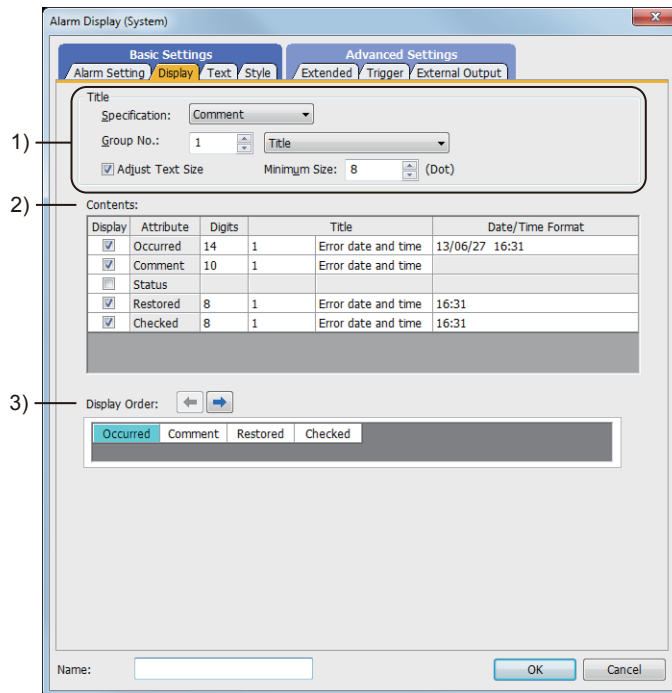 Alarm Display (System)
Basic Settings Advanced Settings
Alarm Setting Display Text Style Extended Trigger External Output
Title
1) Specification: Comment
Group No.: 1 Title
Adjust Text Size Minimum Size: 8 (Dot)
2) Contents:
Display Attribute Digits Title Date/Time Format
Occurred 14 1 Error date and time 13/06/27 16:31
Comment 10 1 Error date and time
Status
Restored 8 1 Error date and time 16:31
Checked 8 1 Error date and time 16:31
3) Display Order:
Occurred Comment Restored Checked
Name: OK Cancel